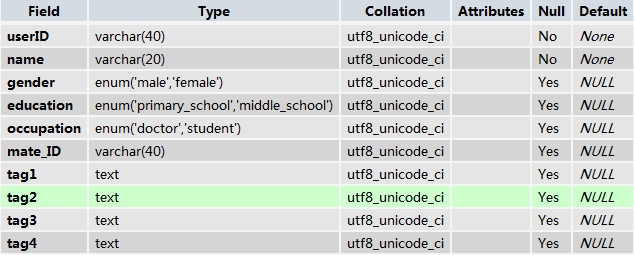 Field Type Collation Attributes Null Default
userID varchar(40) utf8_unicode_ci No None
name varchar(20) utf8_unicode_ci No None
gender enum('male','female') utf8_unicode_ci Yes NULL
education enum('primary_school','middle_school') utf8_unicode_ci Yes NULL
occupation enum('doctor','student') utf8_unicode_ci Yes NULL
mate_ID varchar(40) utf8_unicode_ci Yes NULL
tag1 text utf8_unicode_ci Yes NULL
tag2 text utf8_unicode_ci Yes NULL
tag3 text utf8_unicode_ci Yes NULL
tag4 text utf8_unicode_ci Yes NULL